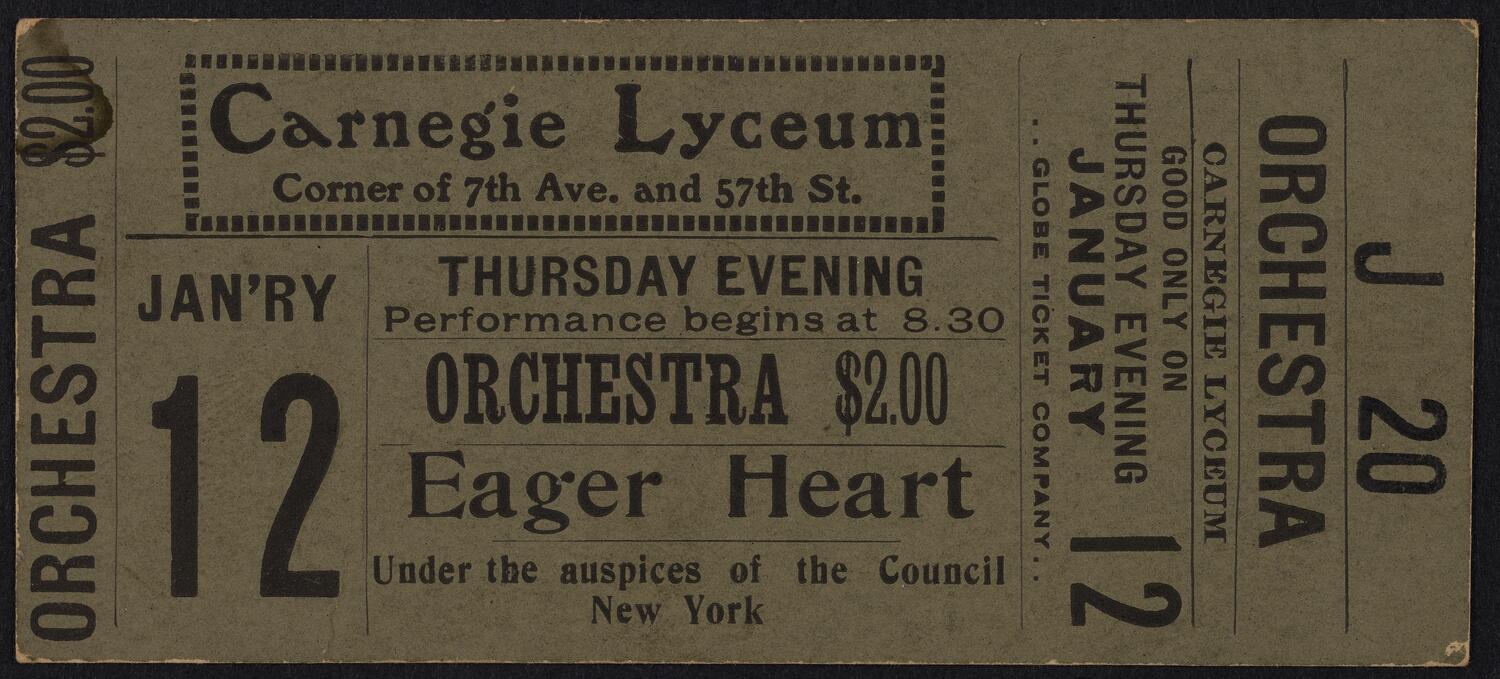 ORCHESTRA $2.00
Carnegie Lyceum
Corner of 7th Ave. and 57th St.
JAN'RY
12
THURSDAY EVENING
Performance begins at 8.30
ORCHESTRA $2.00
Eager Heart
Under the auspices of the Council
New York
..GLOBE TICKET COMPANY..
JANUARY 12
THURSDAY EVENING
GOOD ONLY ON
CARNEGIE LYCEUM
ORCHESTRA
J 20